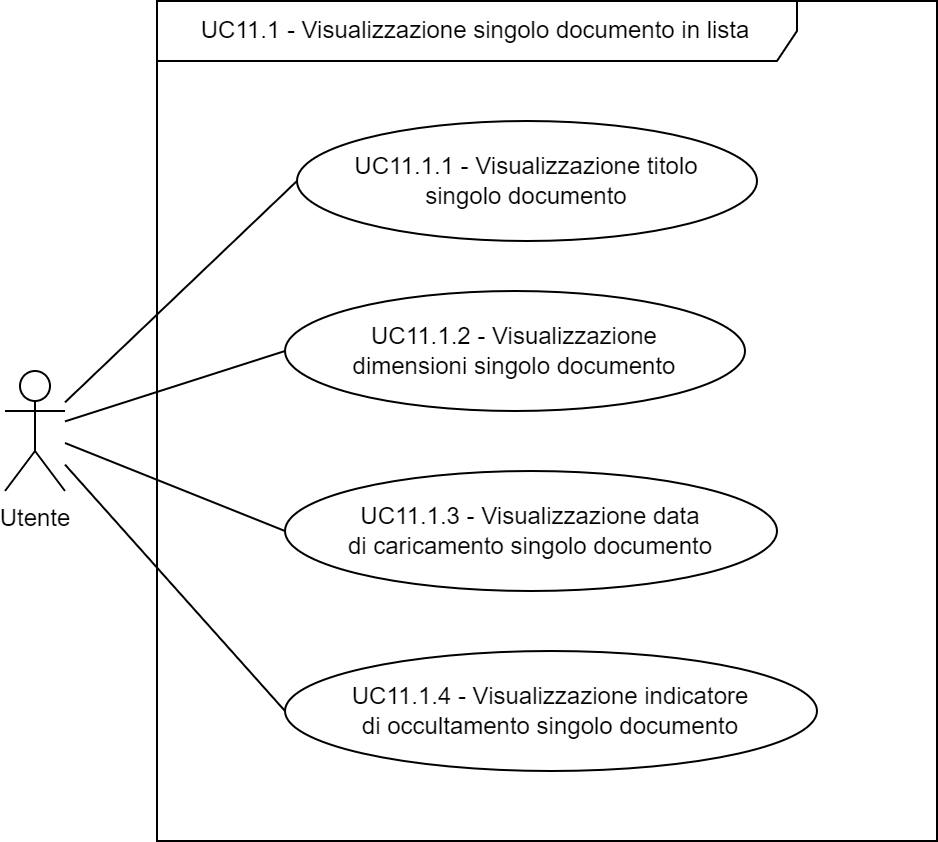 UC11.1 - Visualizzazione singolo documento in lista
UC11.1.1 - Visualizzazione titolo
singolo documento
UC11.1.2 - Visualizzazione
dimensioni singolo documento
Utente
UC11.1.3 - Visualizzazione data
di caricamento singolo documento
UC11.1.4 - Visualizzazione indicatore
di occultamento singolo documento